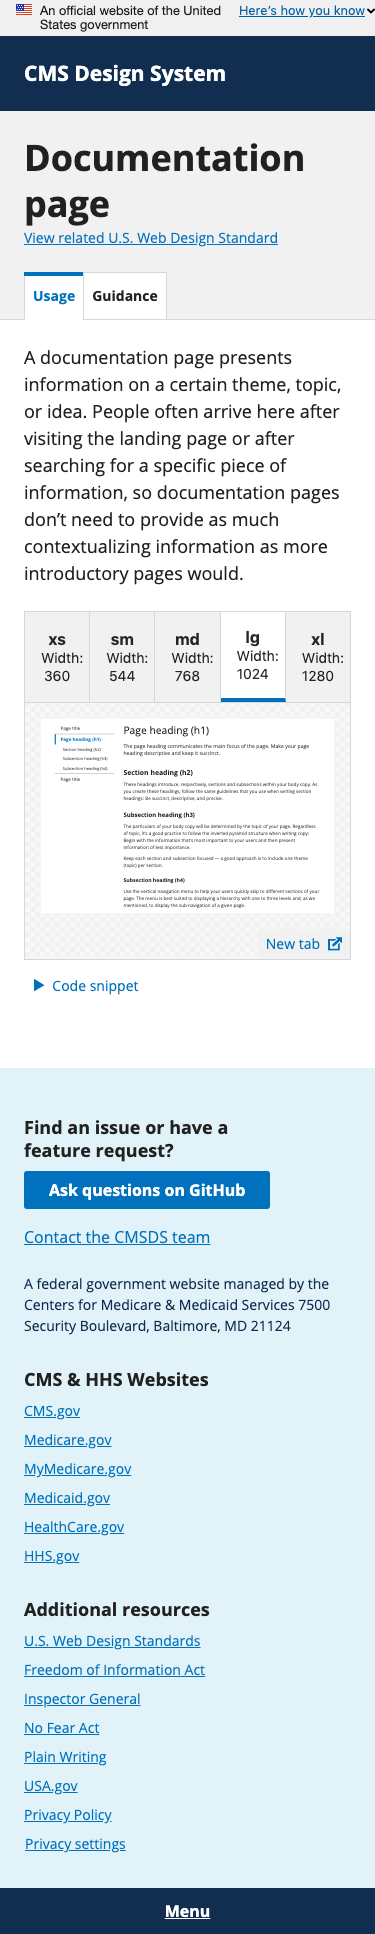 An official website of the United States government
Here's how you know
CMS Design System
Documentation
page
View related U.S. Web Design Standard
Usage
Guidance
A documentation page presents
information on a certain theme, topic,
or idea. People often arrive here after
visiting the landing page or after
searching for a specific piece of
information, so documentation pages
don't need to provide as much
contextualizing information as more
introductory pages would.
xs
Width:
360
sm
Width:
544
md
Width:
768
lg
Width:
1024
xl
Width:
1280
Page title
Page heading (h1)
Section heading (h2)
Subsection heading (h3)
Subsection heading (h4)
Page title
Page heading (h1)
The page heading communicates the main focus of the page. Make your page
heading descriptive and keep it succinct.
Section heading (h2)
These headings introduce, respectively, sections and subsections within your body copy. As
you create these headings, follow the same guidelines that you use when writing section
headings: Be succinct, descriptive, and precise.
Subsection heading (h3)
The particulars of your body copy will be determined by the topic of your page. Regardless
of topic, it's a good practice to follow the inverted pyramid structure when writing copy:
Begin with the information that's most important to your users and then present
information of less importance.
Keep each section and subsection focused — a good approach is to include one theme
(topic) per section.
Subsection heading (h4)
Use the vertical navigation menu to help your users quickly skip to different sections of your
page. The menu is best suited to displaying a hierarchy with one to three levels and, as we
mentioned, to display the sub-navigation of a given page.
New tab
Code snippet
Find an issue or have a
feature request?
Ask questions on GitHub
Contact the CMSDS team
A federal government website managed by the
Centers for Medicare & Medicaid Services 7500
Security Boulevard, Baltimore, MD 21124
CMS & HHS Websites
CMS.gov
Medicare.gov
MyMedicare.gov
Medicaid.gov
HealthCare.gov
HHS.gov
Additional resources
U.S. Web Design Standards
Freedom of Information Act
Inspector General
No Fear Act
Plain Writing
USA.gov
Privacy Policy
Privacy settings
Menu